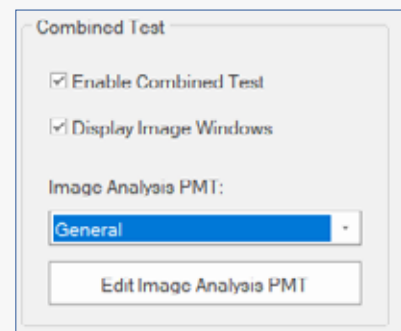 Combined Test
Enable Combined Test
Display Image Windows
Image Analysis PMT:
General
Edit Image Analysis PMT